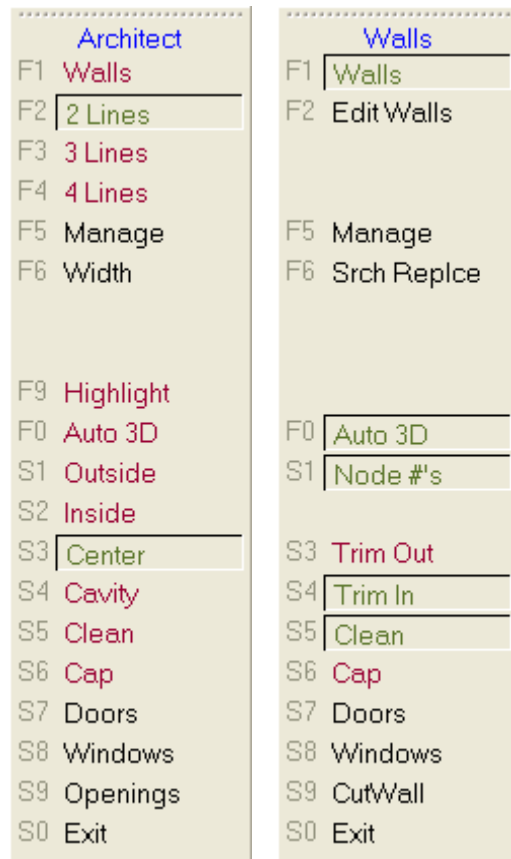 Architect
F1 Walls
F2 2 Lines
F3 3 Lines
F4 4 Lines
F5 Manage
F6 Width
F9 Highlight
F0 Auto 3D
S1 Outside
S2 Inside
S3 Center
S4 Cavity
S5 Clean
S6 Cap
S7 Doors
S8 Windows
S9 Openings
S0 Exit
Walls
F1 Walls
F2 Edit Walls
F5 Manage
F6 Srch Replce
F0 Auto 3D
S1 Node #'s
S3 Trim Out
S4 Trim In
S5 Clean
S6 Cap
S7 Doors
S8 Windows
S9 CutWall
S0 Exit